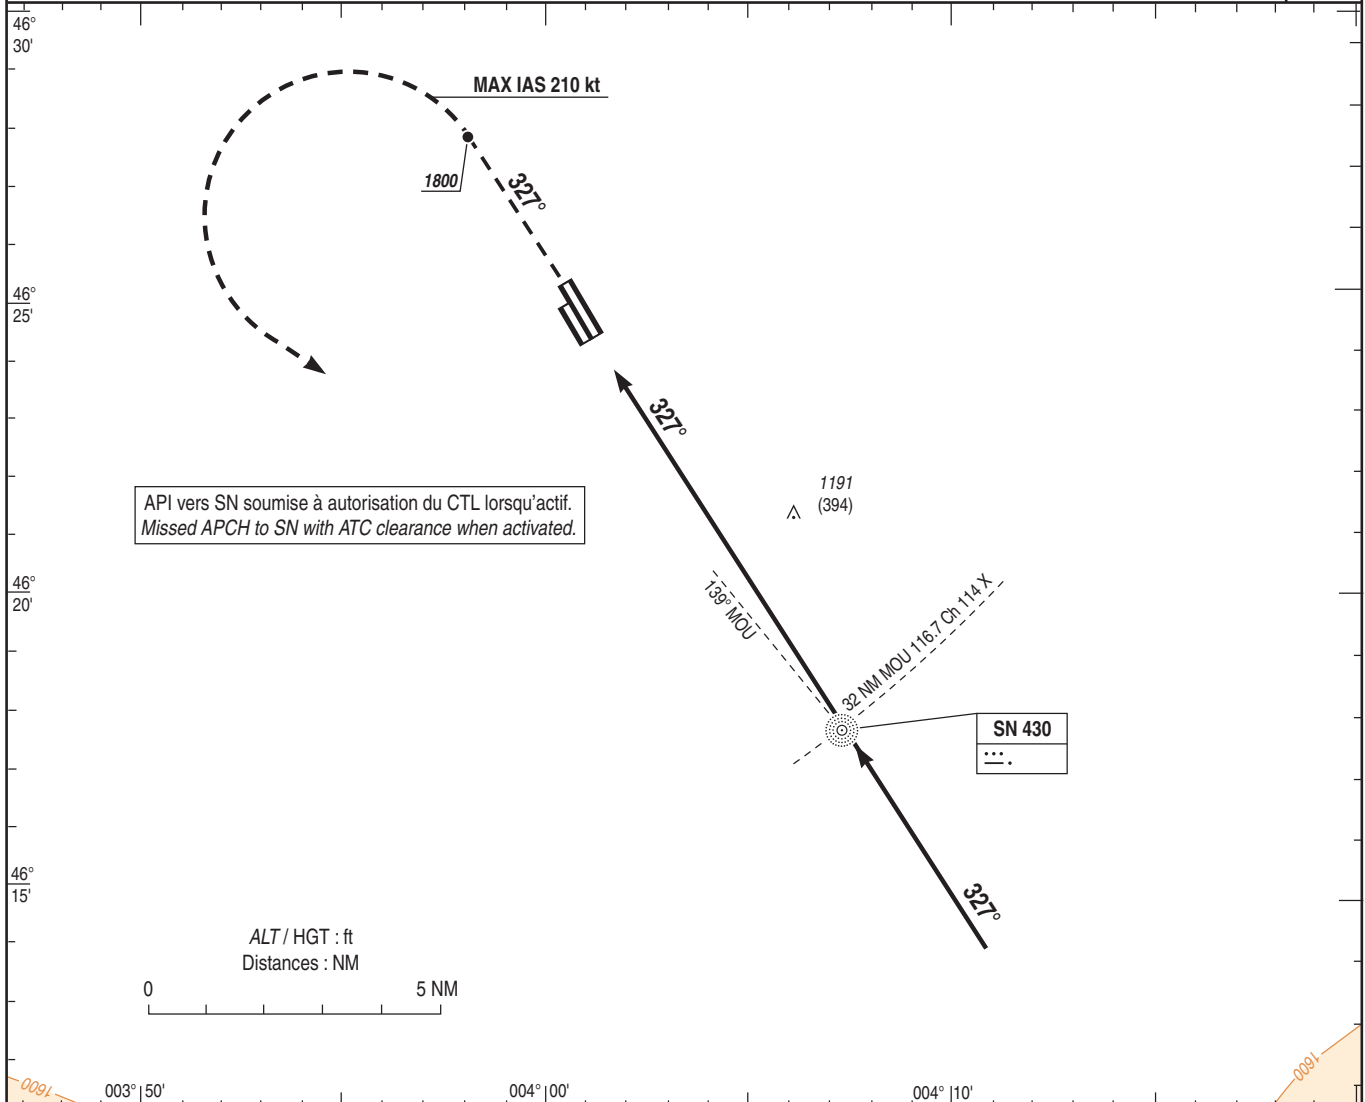 46°
30'
MAX IAS 210 kt
1800
327°
46°
25'
327°
1191
(394)
API vers SN soumise à autorisation du CTL lorsqu'actif.
Missed APCH to SN with ATC clearance when activated.
46°
20'
139° MOU
32 NM MOU 116.7 Ch 114 X
SN 430
46°
15'
327°
ALT / HGT : ft
Distances : NM
0 5 NM
1600
1600
003° 50' 004° 00' 004° 10'